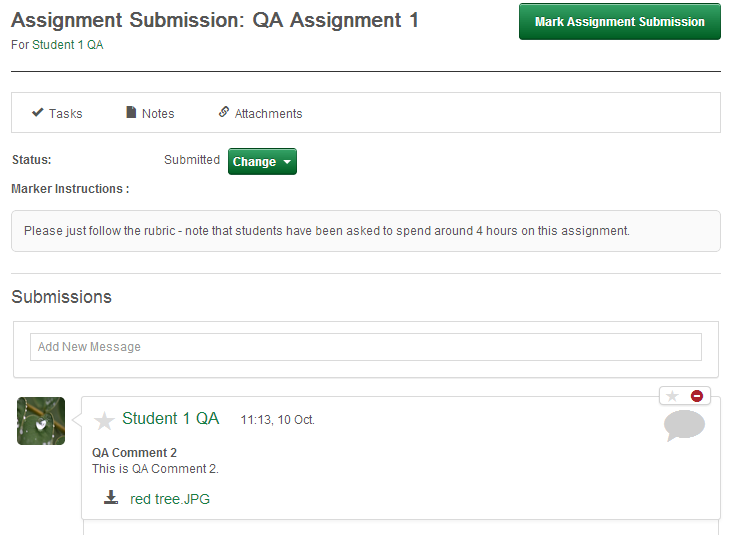 Assignment Submission: QA Assignment 1
Mark Assignment Submission
For Student 1 QA
Tasks Notes Attachments
Status: Submitted Change
Marker Instructions :
Please just follow the rubric - note that students have been asked to spend around 4 hours on this assignment.
Submissions
Add New Message
Student 1 QA 11:13, 10 Oct.
QA Comment 2
This is QA Comment 2.
red tree.JPG